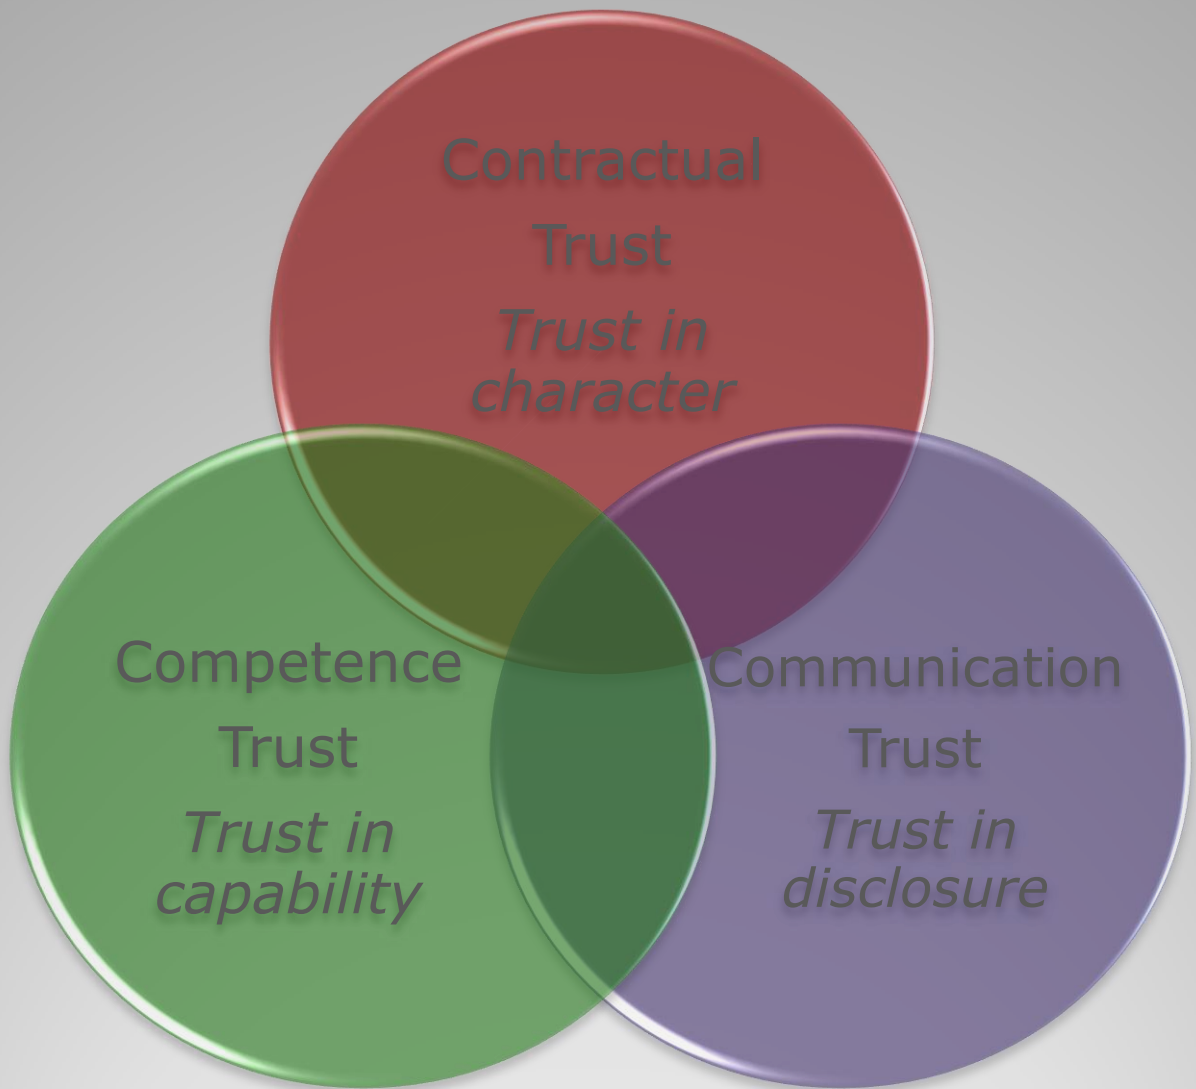 Contractual
Trust
Trust in
character
Competence
Trust
Trust in
capability
Communication
Trust
Trust in
disclosure